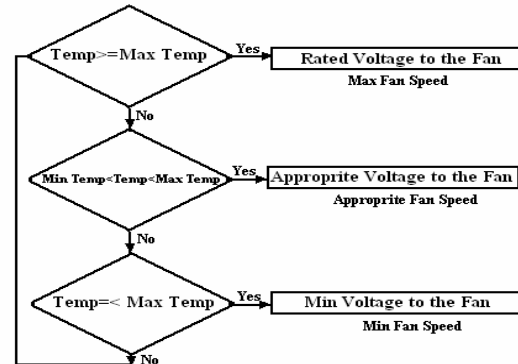 Temp>=Max Temp
Yes
Rated Voltage to the Fan
Max Fan Speed
No
Min Temp<Temp<Max Temp
Yes
Approprite Voltage to the Fan
Approprite Fan Speed
No
Temp=< Max Temp
Yes
Min Voltage to the Fan
Min Fan Speed
No